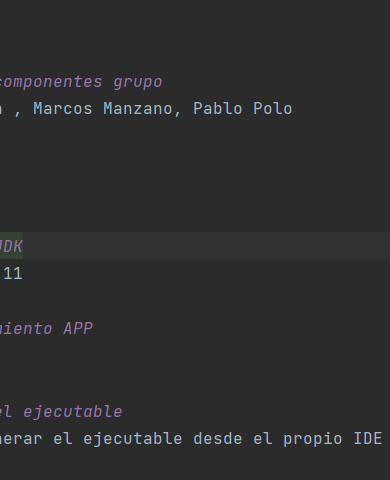 componentes grupo
, Marcos Manzano, Pablo Polo
JDK
11
miento APP
el ejecutable
nerar el ejecutable desde el propio IDE